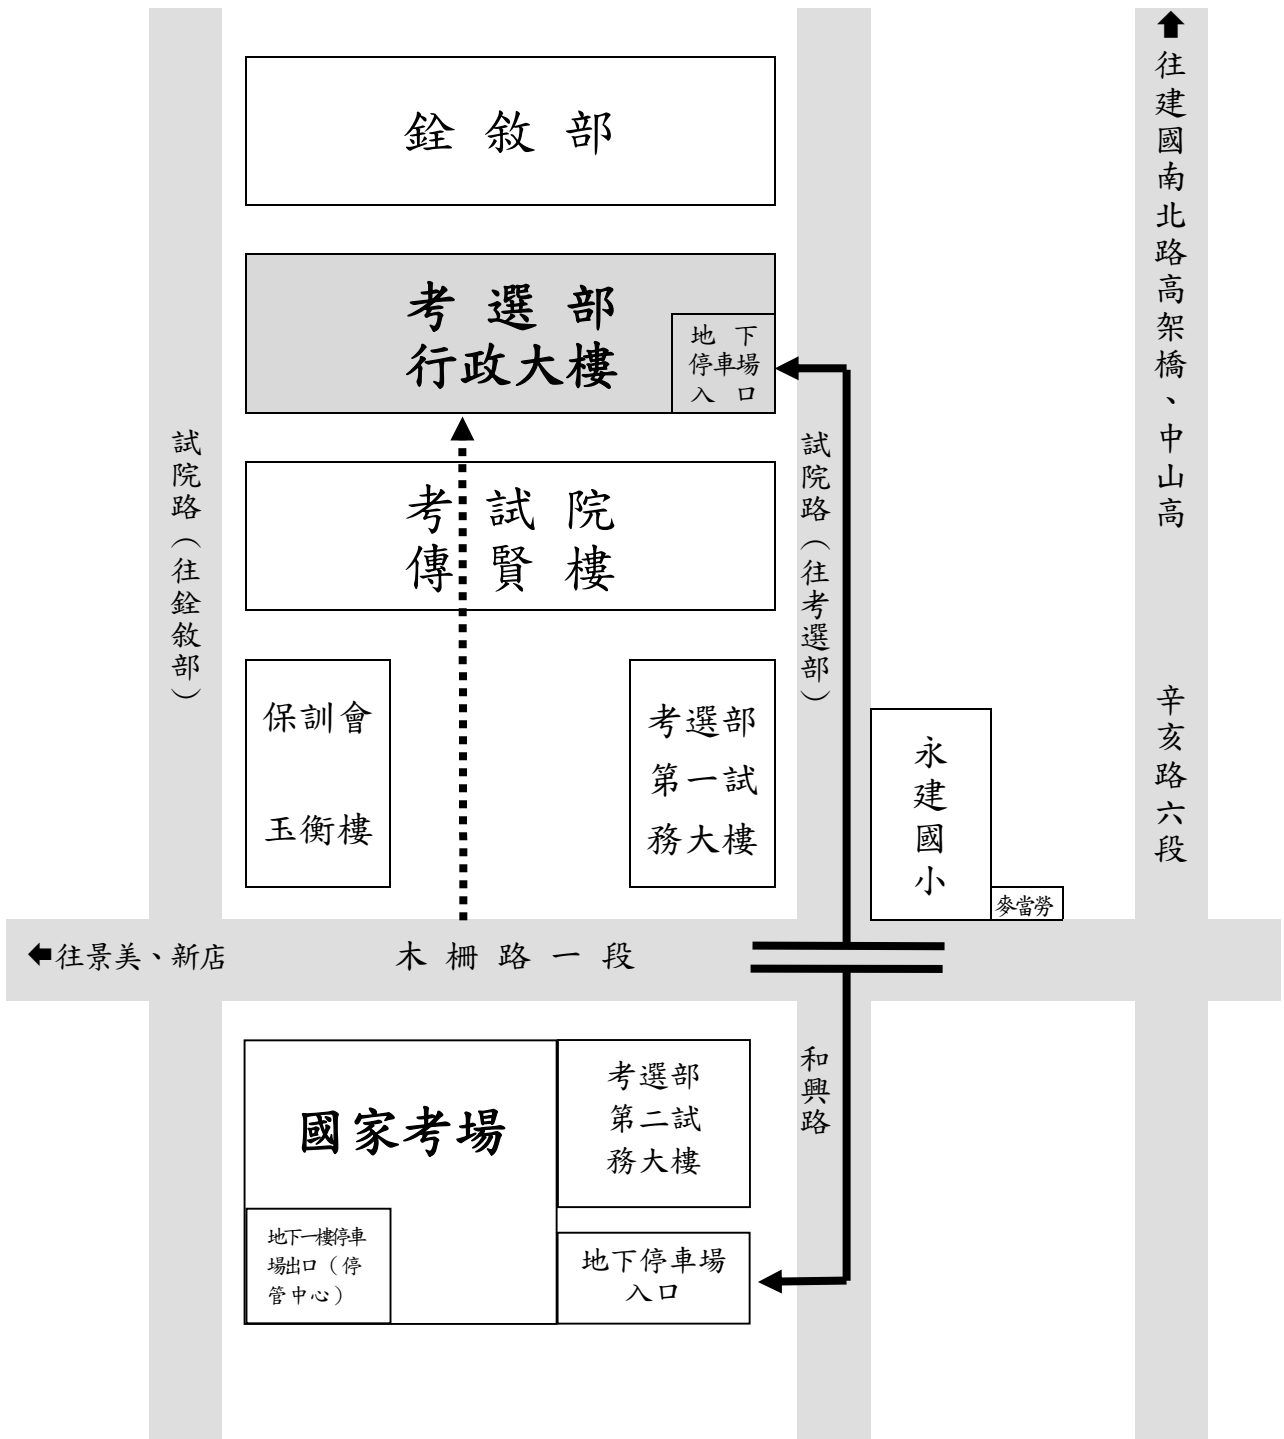 銓敘部
考選部
行政大樓
地下
停車場
入口
考試院
傳賢樓
試院路（往銓敘部）
試院路（往考選部）
往建國南北路高架橋、中山高
辛亥路六段
保訓會
玉衡樓
考選部
第一試
務大樓
永建國小
麥當勞
往景美、新店
木柵路一段
國家考場
考選部
第二試
務大樓
和興路
地下一樓停車
場出口（停
管中心）
地下停車場
入口